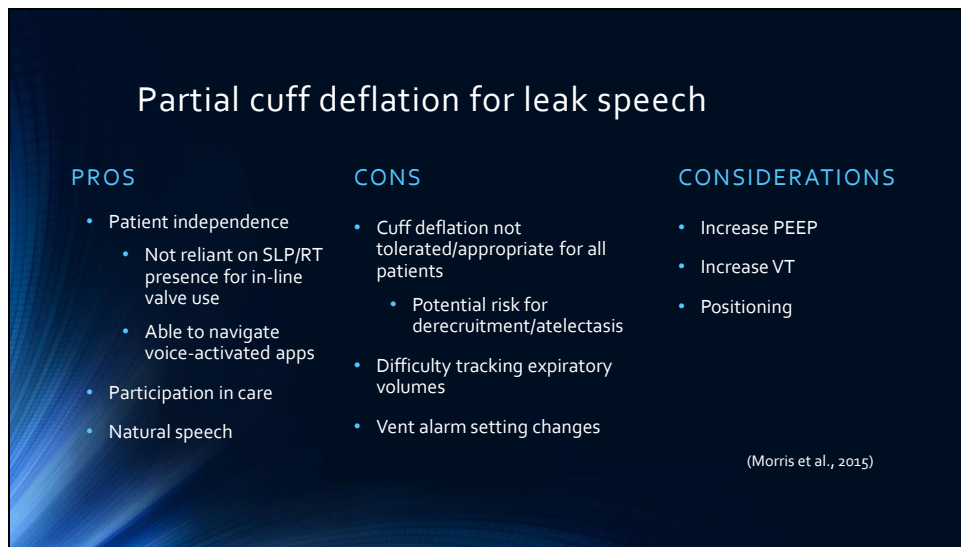 Partial cuff deflation for leak speech
PROS
• Patient independence
• Not reliant on SLP/RT
presence for in-line
valve use
• Able to navigate
voice-activated apps
• Participation in care
• Natural speech
CONS
• Cuff deflation not
tolerated/appropriate for all
patients
• Potential risk for
derecruitment/atelectasis
• Difficulty tracking expiratory
volumes
• Vent alarm setting changes
CONSIDERATIONS
• Increase PEEP
• Increase VT
• Positioning
(Morris et al., 2015)